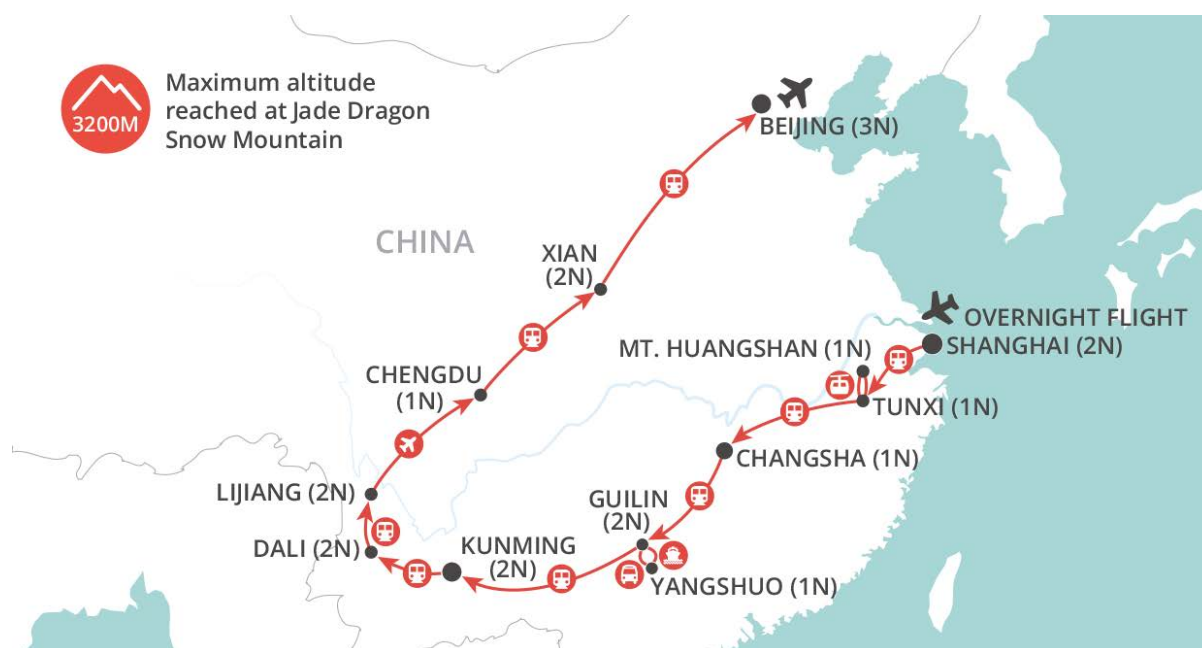 Maximum altitude
reached at Jade Dragon
Snow Mountain
3200M
BEIJING (3N)
CHINA
XIAN
(2N)
OVERNIGHT FLIGHT
SHANGHAI (2N)
MT. HUANGSHAN (1N)
CHENGDU
(1N)
TUNXI (1N)
CHANGSHA (1N)
LIJIANG (2N)
GUILIN
(2N)
DALI (2N)
KUNMING
(2N)
YANGSHUO (1N)